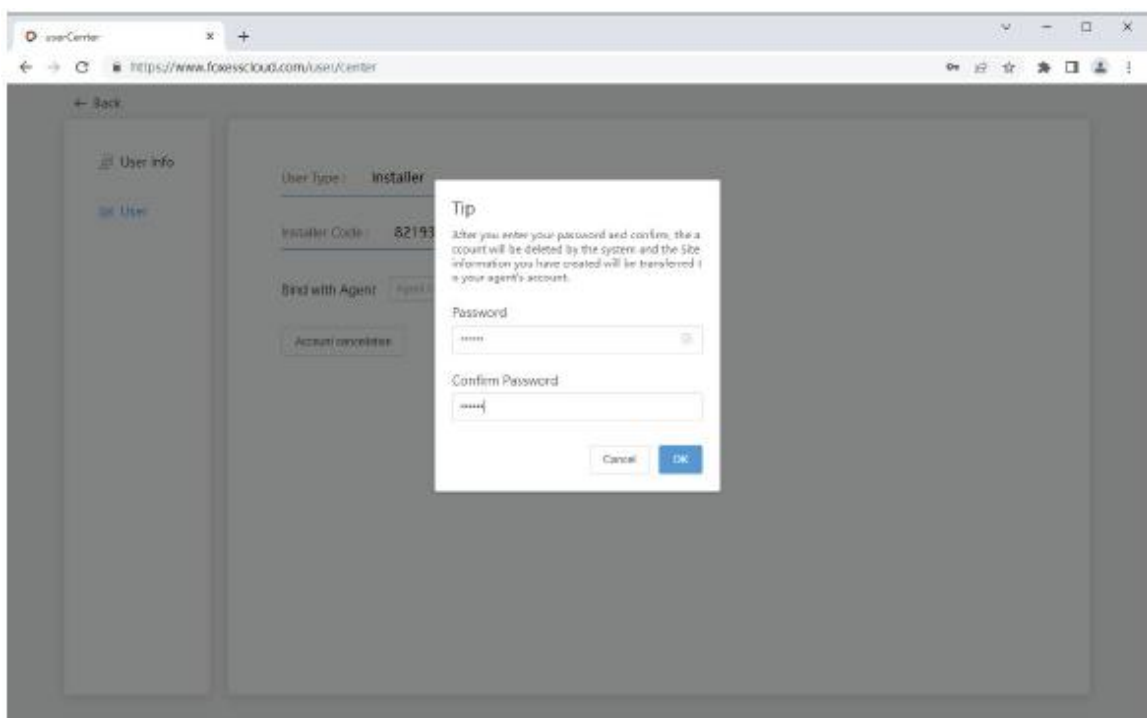 userCenter
https://www.foxesscloud.com/user/center
← Back
User Info
User
User Type : Installer
Installer Code : 82193
Bind with Agent
Account cancelation
Tip
After you enter your password and confirm, the a
ccount will be deleted by the system and the Site
information you have created will be transferred t
o your agent's account.
Password
••••••
Confirm Password
••••••
Cancel
OK